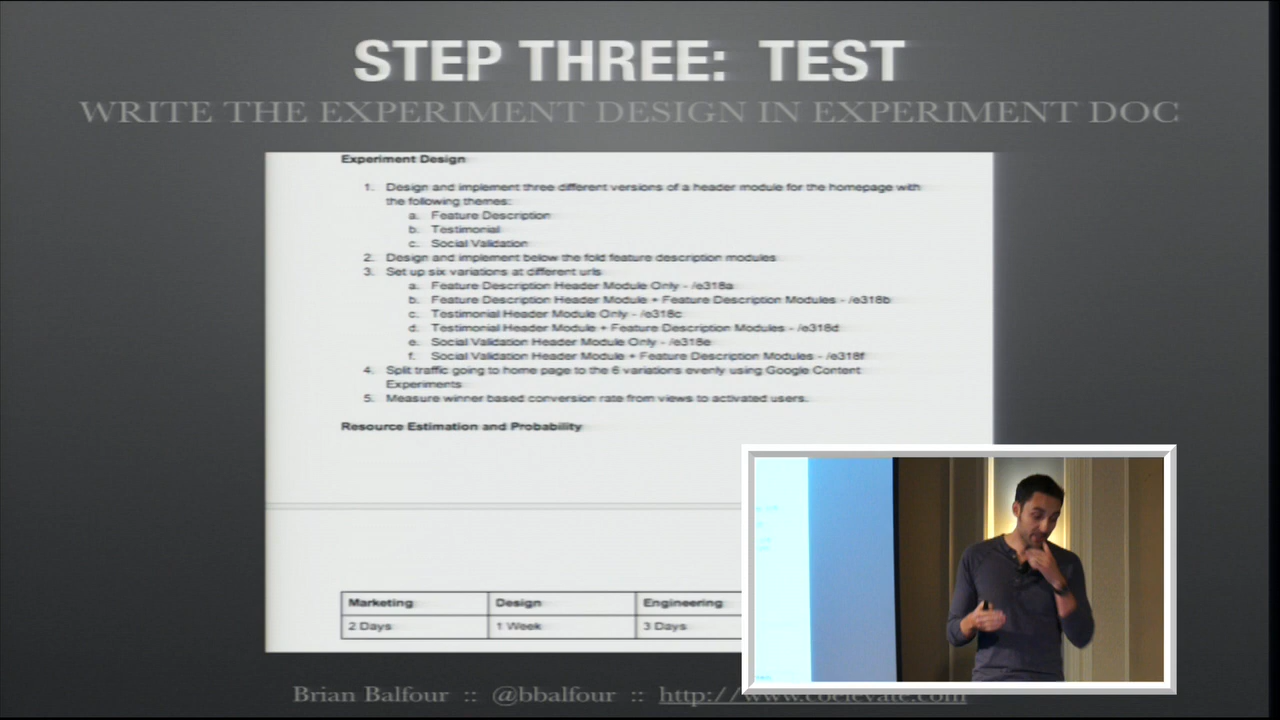 STEP THREE: TEST
WRITE THE EXPERIMENT DESIGN IN EXPERIMENT DOC
Experiment Design
1. Design and implement three different versions of a header module for the homepage with
the following themes:
a. Feature Description
b. Testimonial
c. Social Validation
2. Design and implement below the fold feature description modules
3. Set up six variations at different urls
a. Feature Description Header Module Only - /e318a
b. Feature Description Header Module + Feature Description Modules - /e318b
c. Testimonial Header Module Only - /e318c
d. Testimonial Header Module + Feature Description Modules - /e318d
e. Social Validation Header Module Only - /e318e
f. Social Validation Header Module + Feature Description Modules - /e318f
4. Split traffic going to home page to the 6 variations evenly using Google Content
Experiments
5. Measure winner based conversion rate from views to activated users.
Resource Estimation and Probability
Marketing Design Engineering
2 Days 1 Week 3 Days
Brian Balfour :: @bbalfour :: http://www.coelevate.com